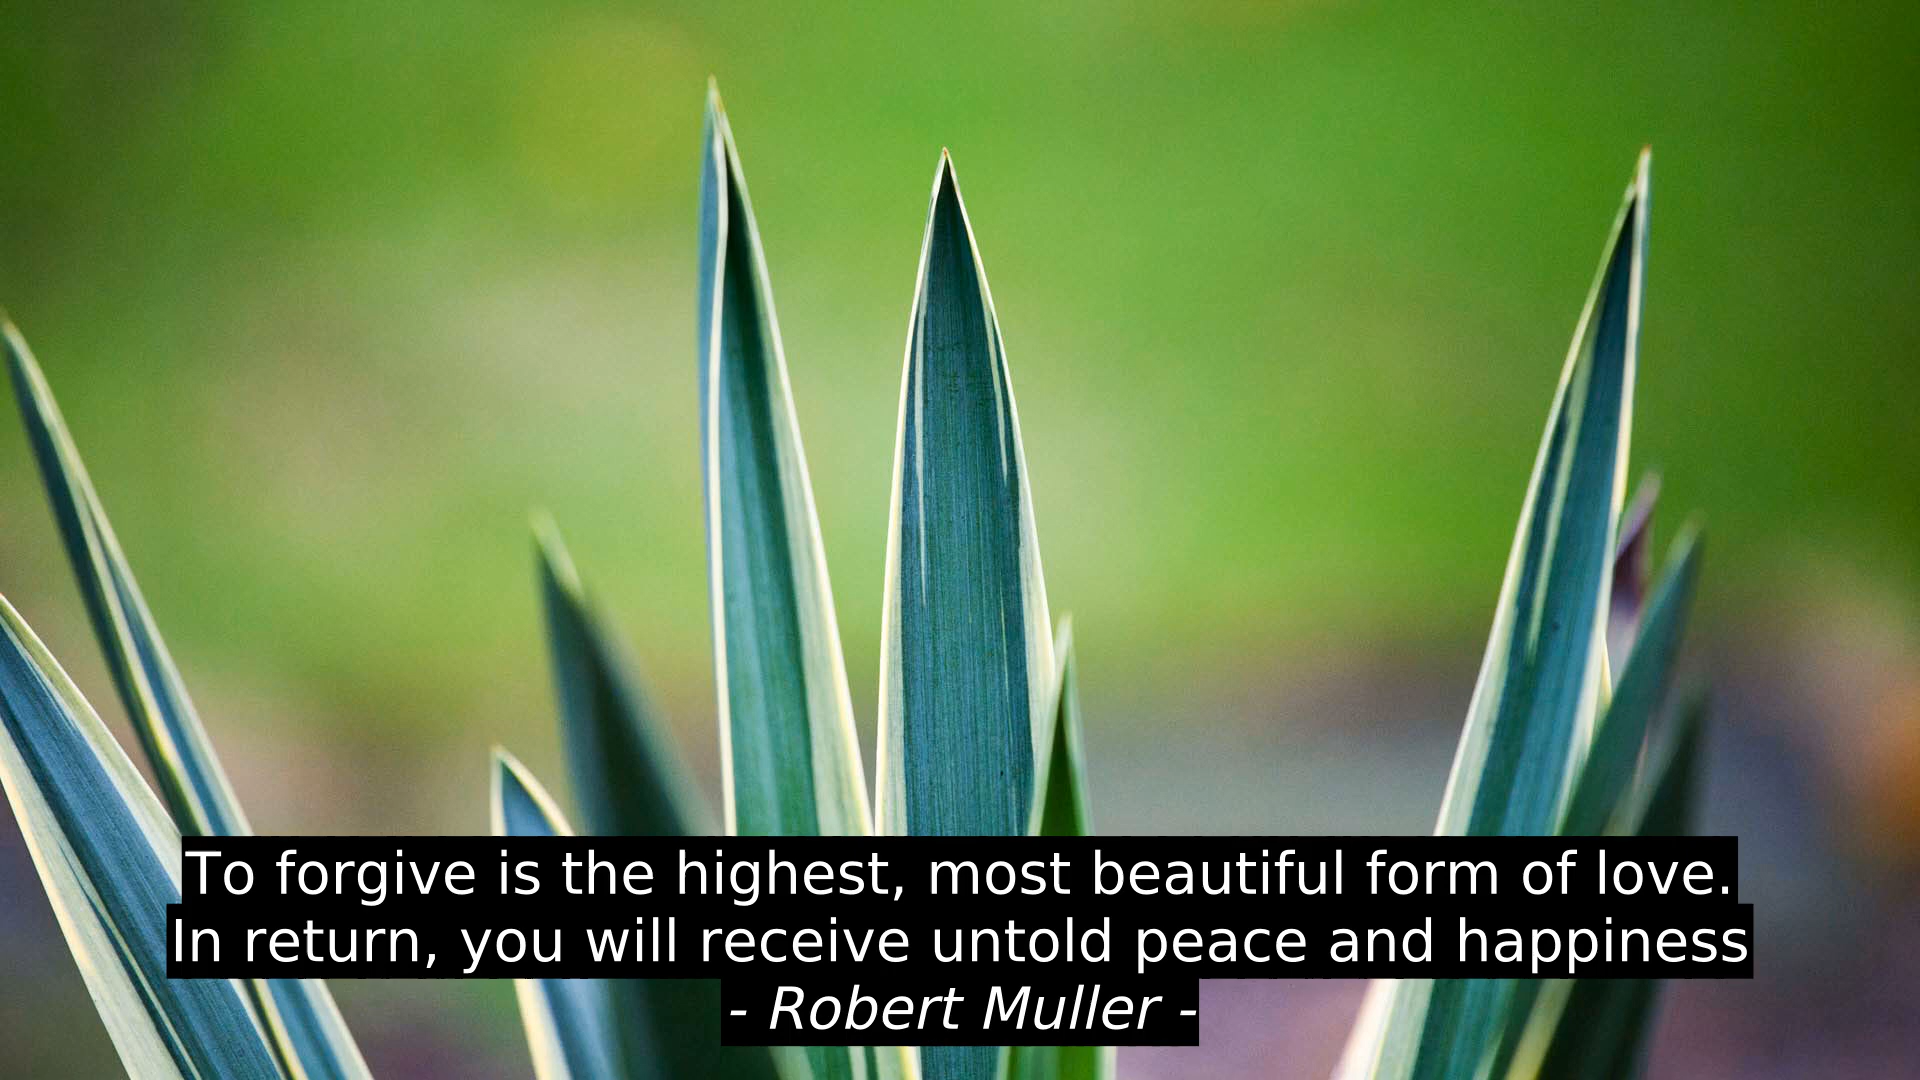 To forgive is the highest, most beautiful form of love.
In return, you will receive untold peace and happiness
- Robert Muller -